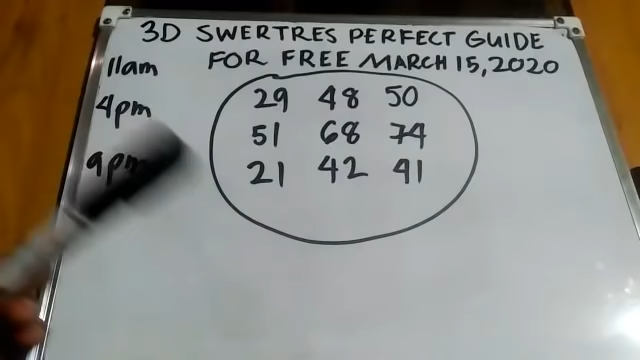 3D SWERTRES PERFECT GUIDE
FOR FREE MARCH 15, 2020
11am
29 48 50
4pm
51 68 74
9pm
21 42 41